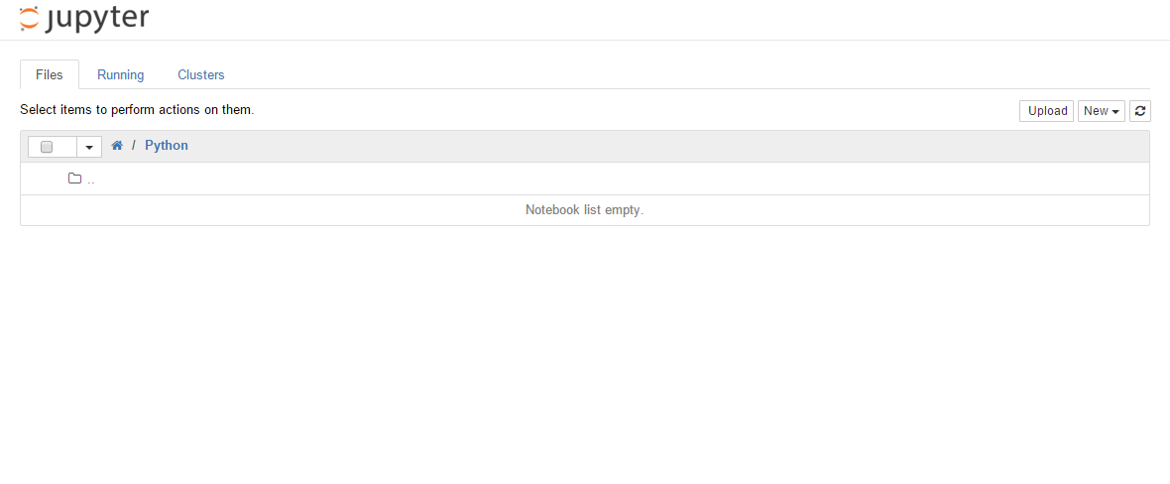 jupyter
Files Running Clusters
Select items to perform actions on them. Upload New
/ Python
..
Notebook list empty.